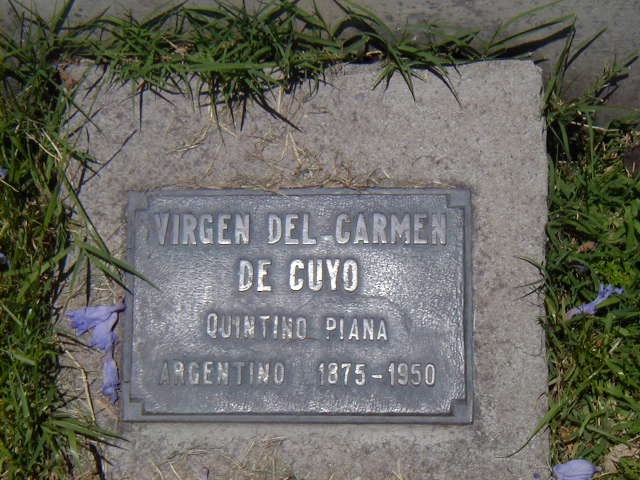 VIRGEN DEL CARMEN
DE CUYO
QUINTINO PIANA
ARGENTINO 1875-1950